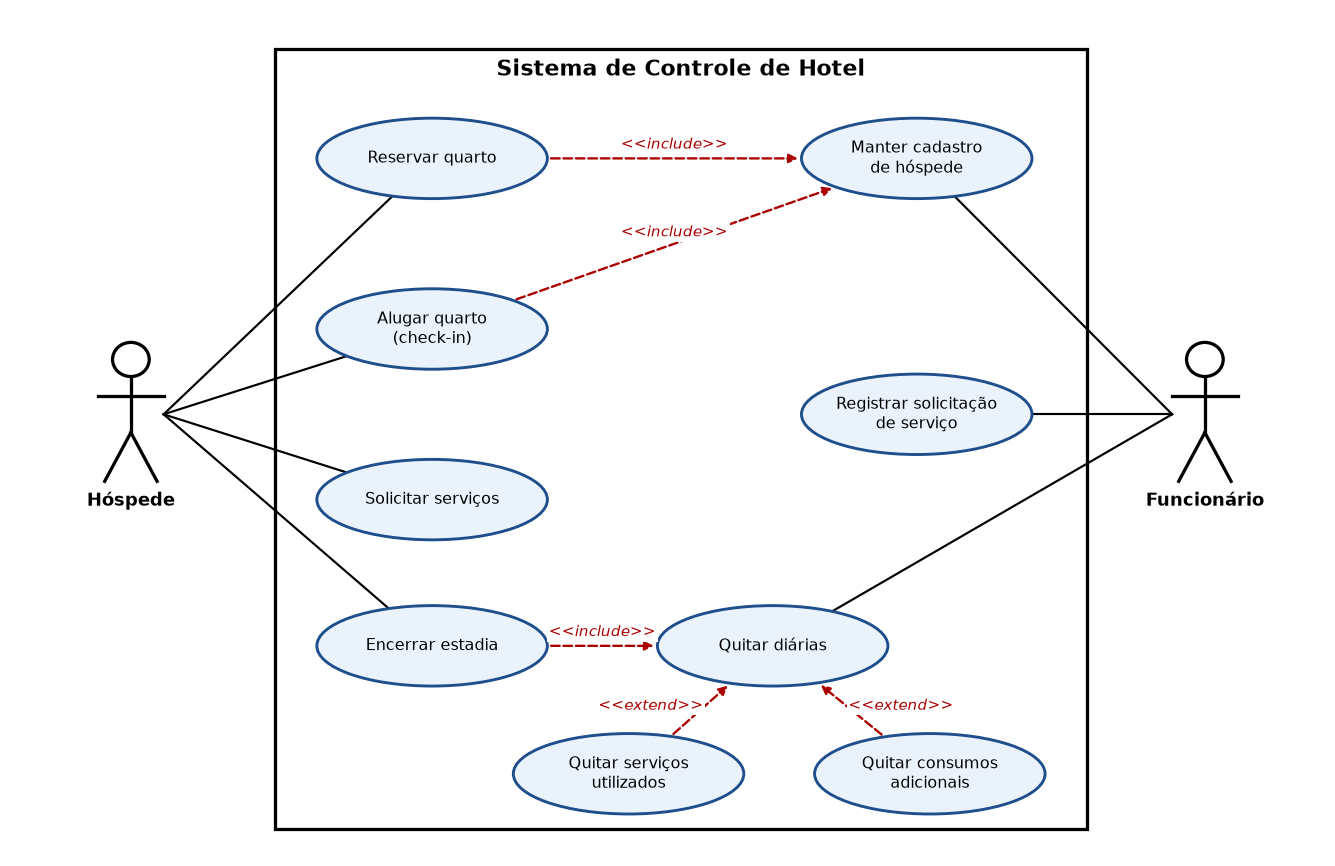 Sistema de Controle de Hotel
Reservar quarto
<<include>>
Manter cadastro
de hóspede
<<include>>
Alugar quarto
(check-in)
Registrar solicitação
de serviço
Hóspede
Solicitar serviços
Funcionário
Encerrar estadia
<<include>>
Quitar diárias
<<extend>>
<<extend>>
Quitar serviços
utilizados
Quitar consumos
adicionais